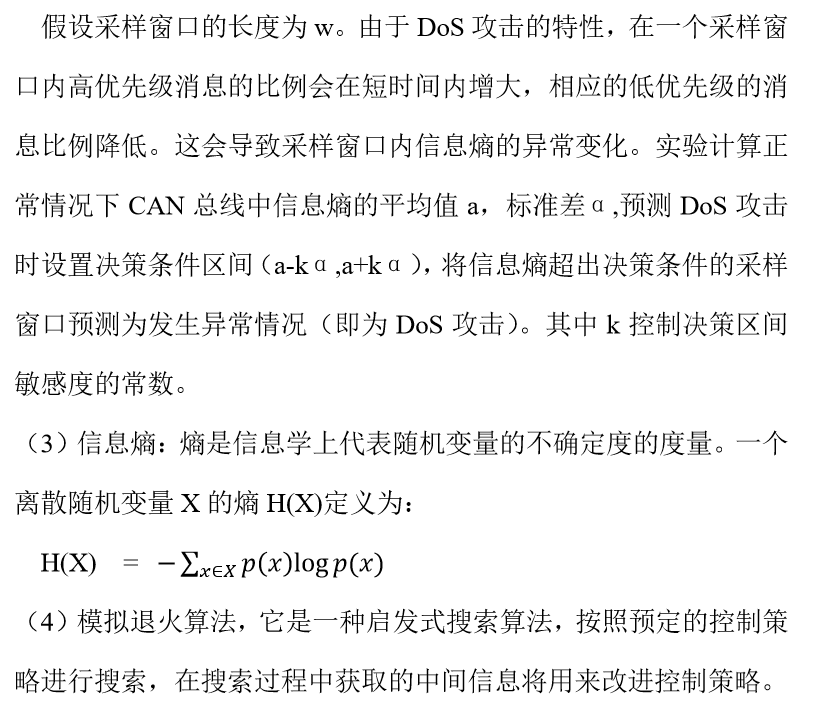 假设采样窗口的长度为 w。由于 DoS 攻击的特性，在一个采样窗
口内高优先级消息的比例会在短时间内增大，相应的低优先级的消
息比例降低。这会导致采样窗口内信息熵的异常变化。实验计算正
常情况下 CAN 总线中信息熵的平均值 a，标准差α,预测 DoS 攻击
时设置决策条件区间（a-kα,a+kα），将信息熵超出决策条件的采样
窗口预测为发生异常情况（即为 DoS 攻击）。其中 k 控制决策区间
敏感度的常数。
（3）信息熵：熵是信息学上代表随机变量的不确定度的度量。一个
离散随机变量 X 的熵 H(X)定义为：
H(X) = −∑x∈X p(x)log p(x)
（4）模拟退火算法，它是一种启发式搜索算法，按照预定的控制策
略进行搜索，在搜索过程中获取的中间信息将用来改进控制策略。